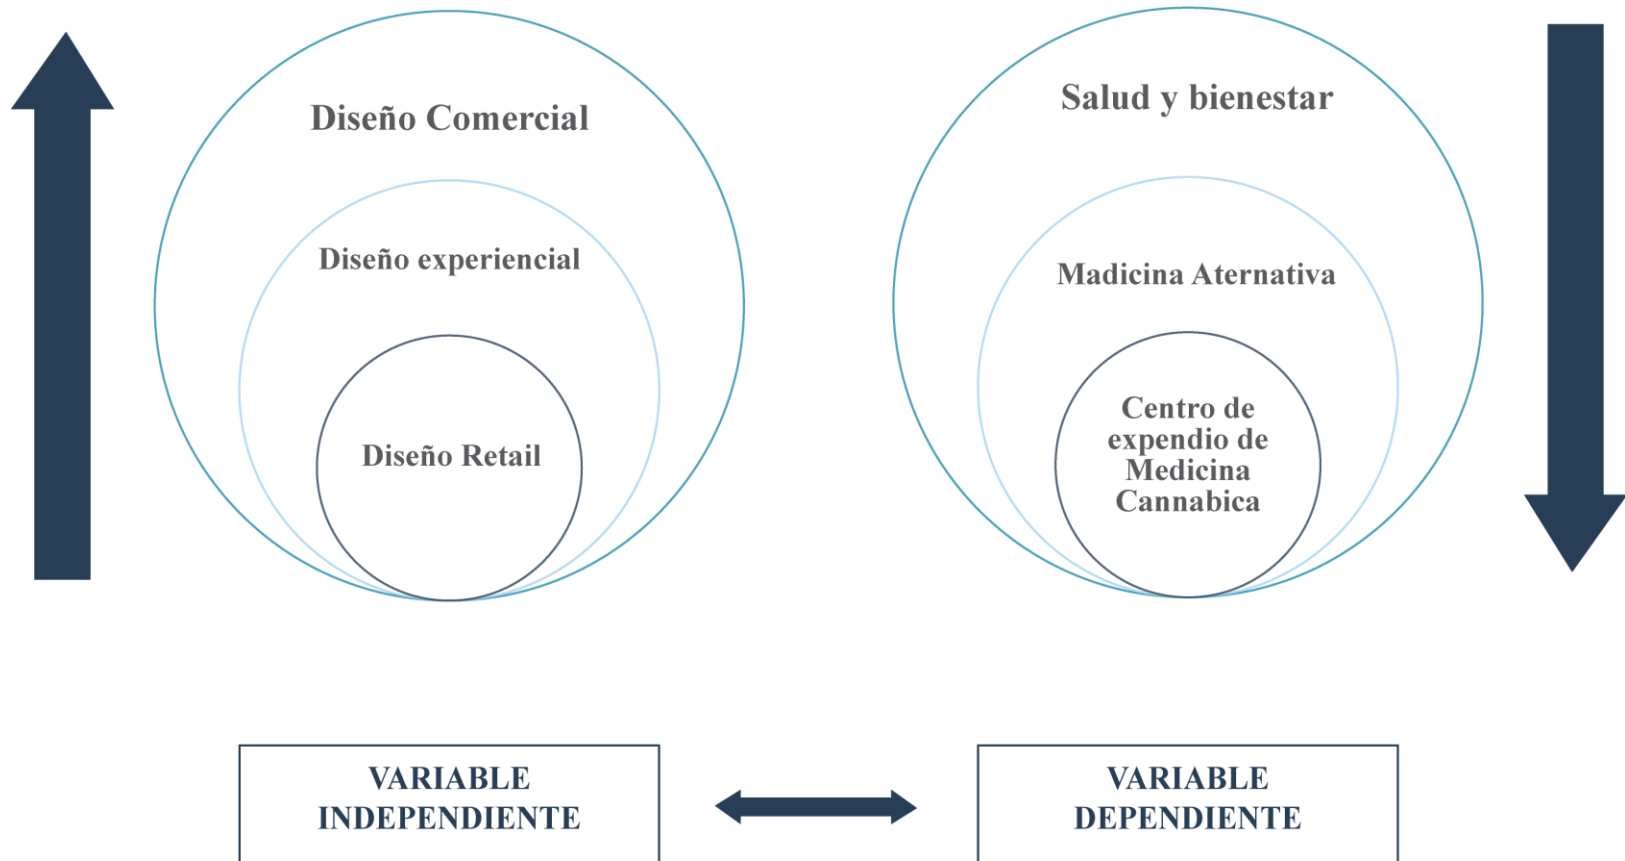 Diseño Comercial
Diseño experiencial
Diseño Retail
Salud y bienestar
Madicina Aternativa
Centro de
expendio de
Medicina
Cannabica
VARIABLE
INDEPENDIENTE
VARIABLE
DEPENDIENTE